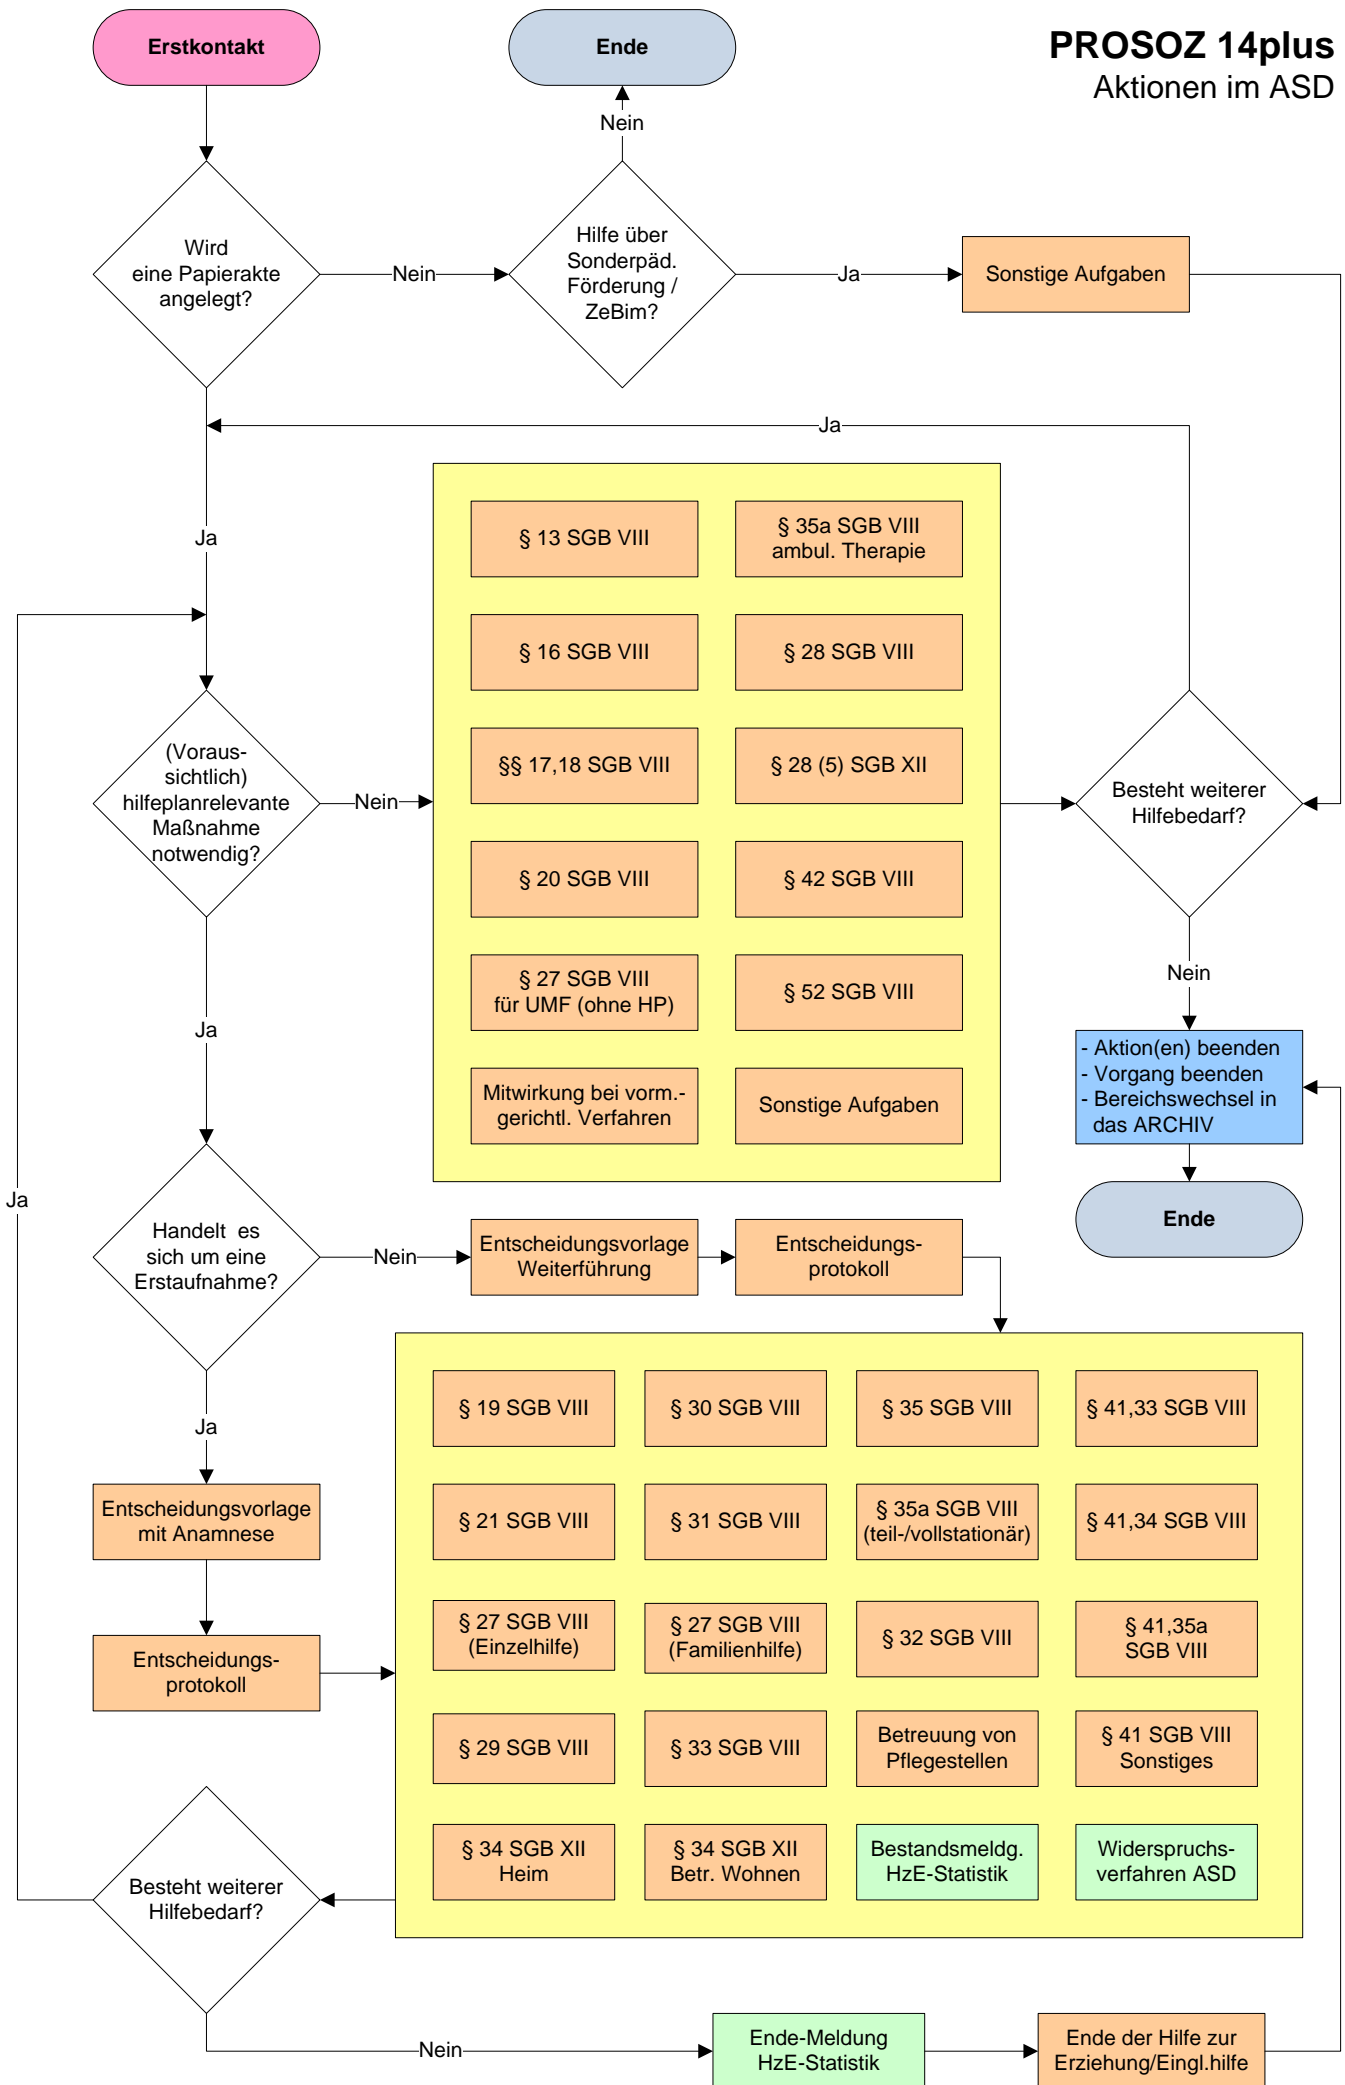 PROSOZ 14plus
Aktionen im ASD
Erstkontakt
Ende
Nein
Wird
eine Papierakte
angelegt?
Nein
Hilfe über
Sonderpäd.
Förderung /
ZeBim?
Ja
Sonstige Aufgaben
Ja
Ja
§ 13 SGB VIII
§ 35a SGB VIII
ambul. Therapie
§ 16 SGB VIII
§ 28 SGB VIII
(Voraus-
sichtlich)
hilfeplanrelevante
Maßnahme
notwendig?
Nein
§§ 17,18 SGB VIII
§ 28 (5) SGB XII
Besteht weiterer
Hilfebedarf?
§ 20 SGB VIII
§ 42 SGB VIII
§ 27 SGB VIII
für UMF (ohne HP)
§ 52 SGB VIII
Nein
Ja
Mitwirkung bei vorm.-
gerichtl. Verfahren
Sonstige Aufgaben
- Aktion(en) beenden
- Vorgang beenden
- Bereichswechsel in
das ARCHIV
Ende
Ja
Handelt es
sich um eine
Erstaufnahme?
Nein
Entscheidungsvorlage
Weiterführung
Entscheidungs-
protokoll
Ja
Entscheidungsvorlage
mit Anamnese
Entscheidungs-
protokoll
§ 19 SGB VIII
§ 30 SGB VIII
§ 35 SGB VIII
§ 41,33 SGB VIII
§ 21 SGB VIII
§ 31 SGB VIII
§ 35a SGB VIII
(teil-/vollstationär)
§ 41,34 SGB VIII
§ 27 SGB VIII
(Einzelhilfe)
§ 27 SGB VIII
(Familienhilfe)
§ 32 SGB VIII
§ 41,35a
SGB VIII
§ 29 SGB VIII
§ 33 SGB VIII
Betreuung von
Pflegestellen
§ 41 SGB VIII
Sonstiges
§ 34 SGB XII
Heim
§ 34 SGB XII
Betr. Wohnen
Bestandsmeldg.
HzE-Statistik
Widerspruchs-
verfahren ASD
Besteht weiterer
Hilfebedarf?
Nein
Ende-Meldung
HzE-Statistik
Ende der Hilfe zur
Erziehung/Eingl.hilfe